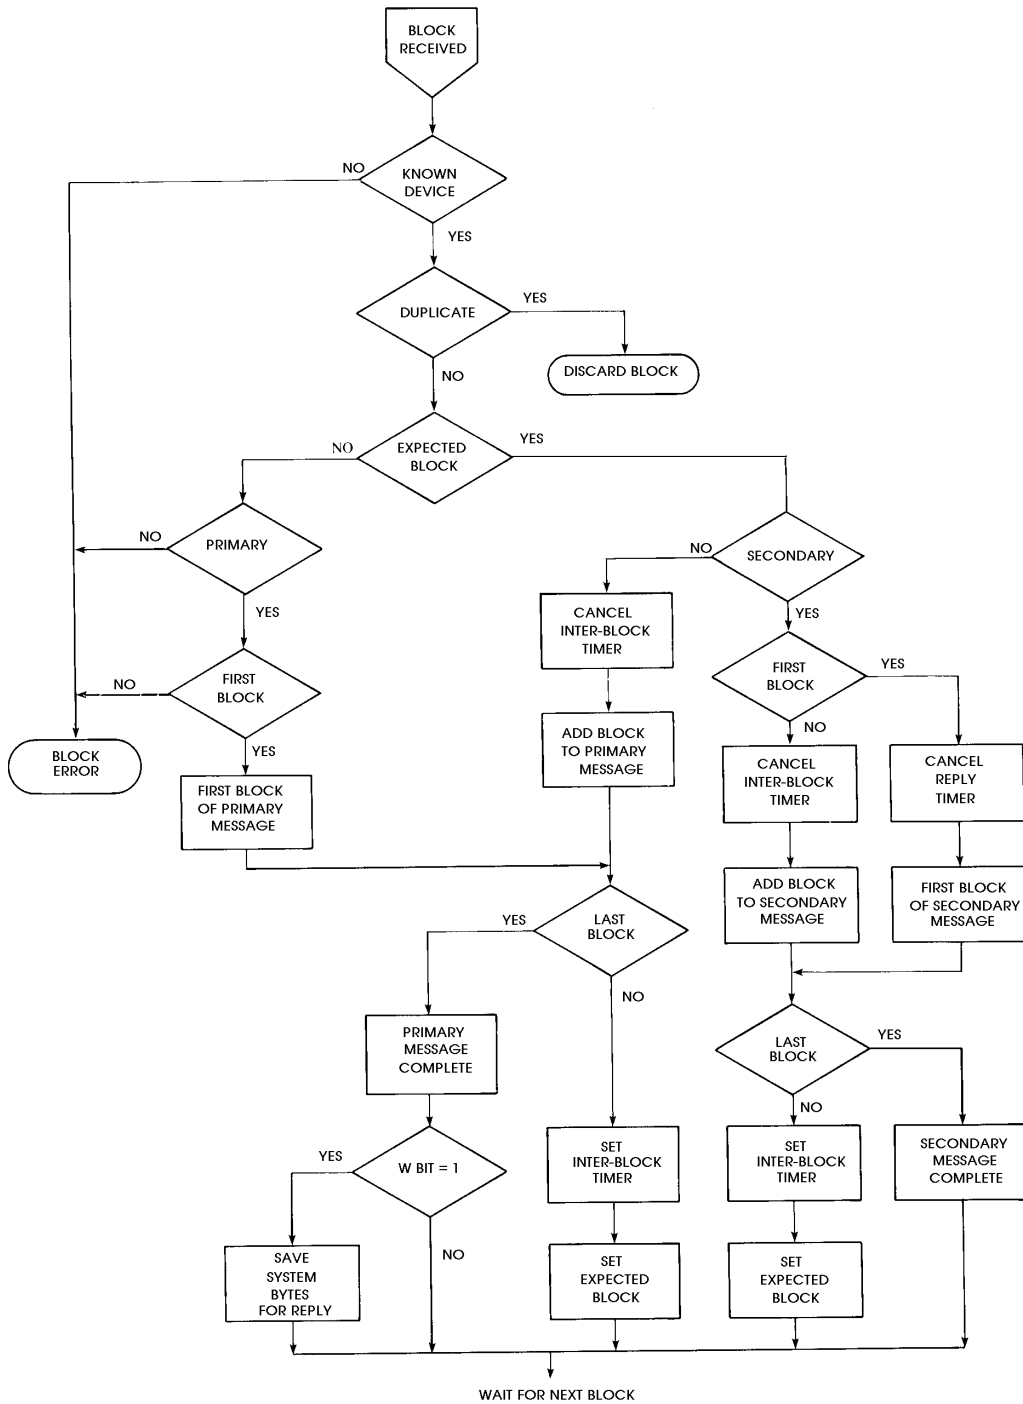 BLOCK
RECEIVED
NO
KNOWN
DEVICE
YES
DUPLICATE
YES
DISCARD BLOCK
NO
EXPECTED
BLOCK
NO
YES
PRIMARY
NO
YES
SECONDARY
NO
YES
CANCEL
INTER-BLOCK
TIMER
FIRST
BLOCK
NO
YES
FIRST
BLOCK
YES
NO
BLOCK
ERROR
FIRST BLOCK
OF PRIMARY
MESSAGE
ADD BLOCK
TO PRIMARY
MESSAGE
CANCEL
INTER-BLOCK
TIMER
CANCEL
REPLY
TIMER
ADD BLOCK
TO SECONDARY
MESSAGE
FIRST BLOCK
OF SECONDARY
MESSAGE
LAST
BLOCK
YES
NO
LAST
BLOCK
YES
NO
PRIMARY
MESSAGE
COMPLETE
W BIT = 1
YES
NO
SET
INTER-BLOCK
TIMER
SET
INTER-BLOCK
TIMER
SECONDARY
MESSAGE
COMPLETE
SAVE
SYSTEM
BYTES
FOR REPLY
SET
EXPECTED
BLOCK
SET
EXPECTED
BLOCK
WAIT FOR NEXT BLOCK